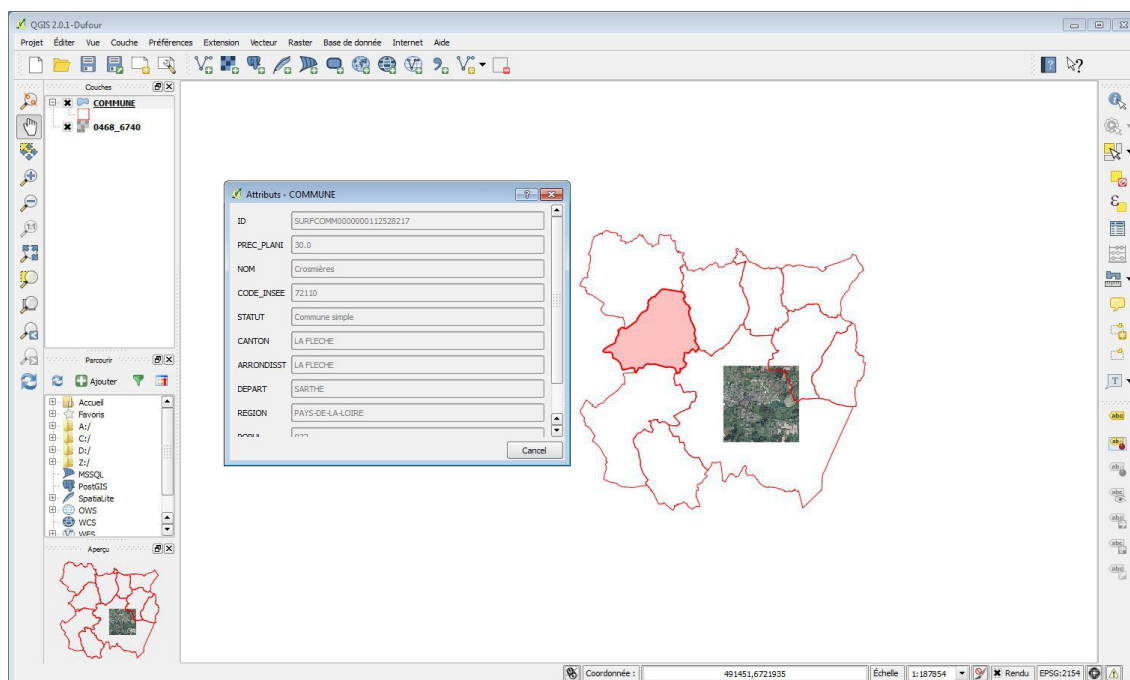 QGIS 2.0.1-Dufour
Projet Éditer Vue Couche Préférences Extension Vecteur Raster Base de donnée Internet Aide
Couches
COMMUNE
0468_6740
Attributs - COMMUNE
ID SURFCOMM0000000112528217
PREC_PLANI 30.0
NOM Crosmières
CODE_INSEE 72110
STATUT Commune simple
CANTON LA FLECHE
ARRONDISST LA FLECHE
DEPART SARTHE
REGION PAYS-DE-LA-LOIRE
Cancel
Parcourir
Ajouter
Accueil
Favoris
A:/
C:/
D:/
Z:/
MSSQL
PostGIS
SpatiaLite
OWS
WCS
WFS
Aperçu
Coordonnée : 491451,6721935 Échelle 1:187854 Rendu EPSG:2154